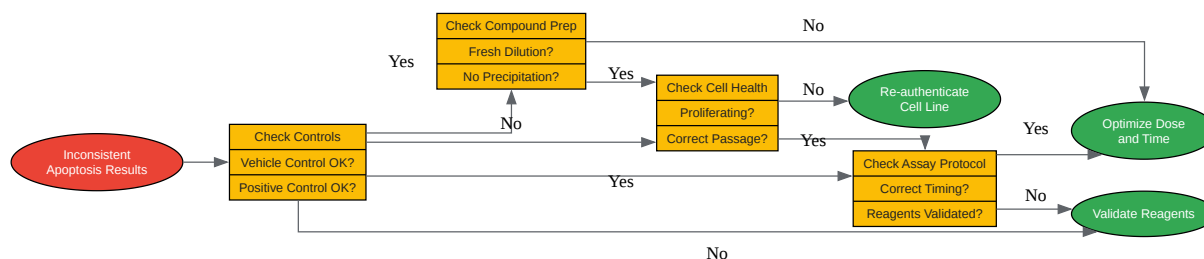 Inconsistent
Apoptosis Results
Check Controls
Vehicle Control OK?
Positive Control OK?
Yes
Check Compound Prep
Fresh Dilution?
No Precipitation?
No
Yes
No
Check Cell Health
Proliferating?
Correct Passage?
No
Yes
Yes
Re-authenticate
Cell Line
Check Assay Protocol
Correct Timing?
Reagents Validated?
Yes
No
No
Optimize Dose
and Time
Validate Reagents